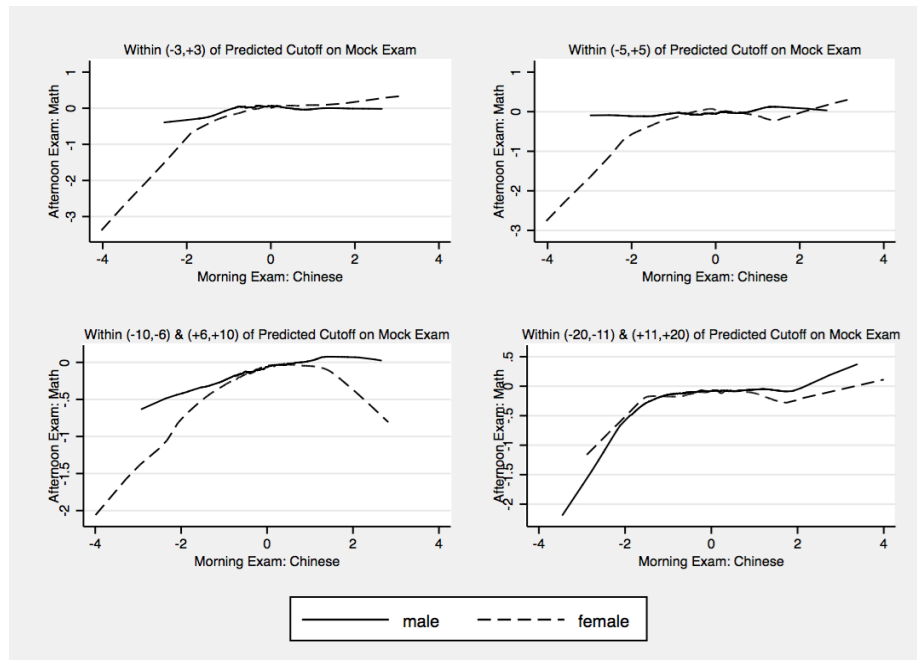 Within (-3,+3) of Predicted Cutoff on Mock Exam
Afternoon Exam: Math
1
0
-1
-2
-3
-4 -2 0 2 4
Morning Exam: Chinese
Within (-5,+5) of Predicted Cutoff on Mock Exam
Afternoon Exam: Math
1
0
-1
-2
-3
-4 -2 0 2 4
Morning Exam: Chinese
Within (-10,-6) & (+6,+10) of Predicted Cutoff on Mock Exam
Afternoon Exam: Math
0
-.5
-1
-1.5
-2
-4 -2 0 2 4
Morning Exam: Chinese
Within (-20,-11) & (+11,+20) of Predicted Cutoff on Mock Exam
Afternoon Exam: Math
.5
0
-.5
-1
-1.5
-2
-4 -2 0 2 4
Morning Exam: Chinese
male female